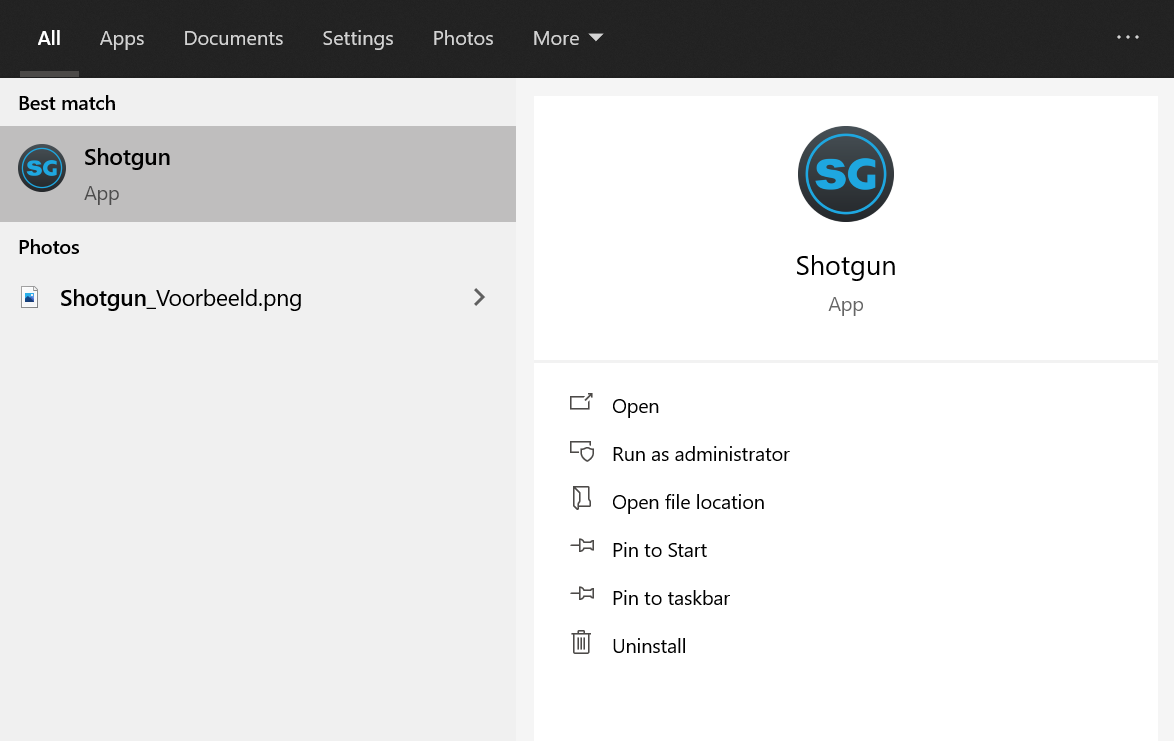 All Apps Documents Settings Photos More ...
Best match
SG
Shotgun
App
Photos
Shotgun_Voorbeeld.png
SG
Shotgun
App
Open
Run as administrator
Open file location
Pin to Start
Pin to taskbar
Uninstall